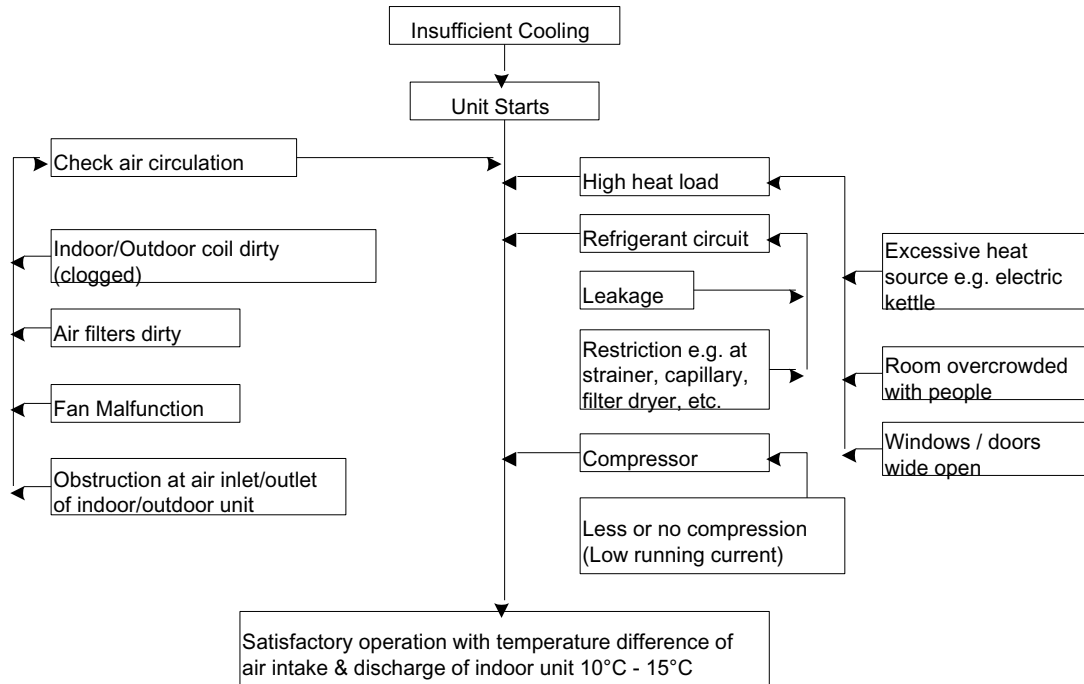 Insufficient Cooling
Unit Starts
Check air circulation
Indoor/Outdoor coil dirty
(clogged)
Air filters dirty
Fan Malfunction
Obstruction at air inlet/outlet
of indoor/outdoor unit
High heat load
Refrigerant circuit
Leakage
Restriction e.g. at
strainer, capillary,
filter dryer, etc.
Compressor
Less or no compression
(Low running current)
Excessive heat
source e.g. electric
kettle
Room overcrowded
with people
Windows / doors
wide open
Satisfactory operation with temperature difference of
air intake & discharge of indoor unit 10°C - 15°C